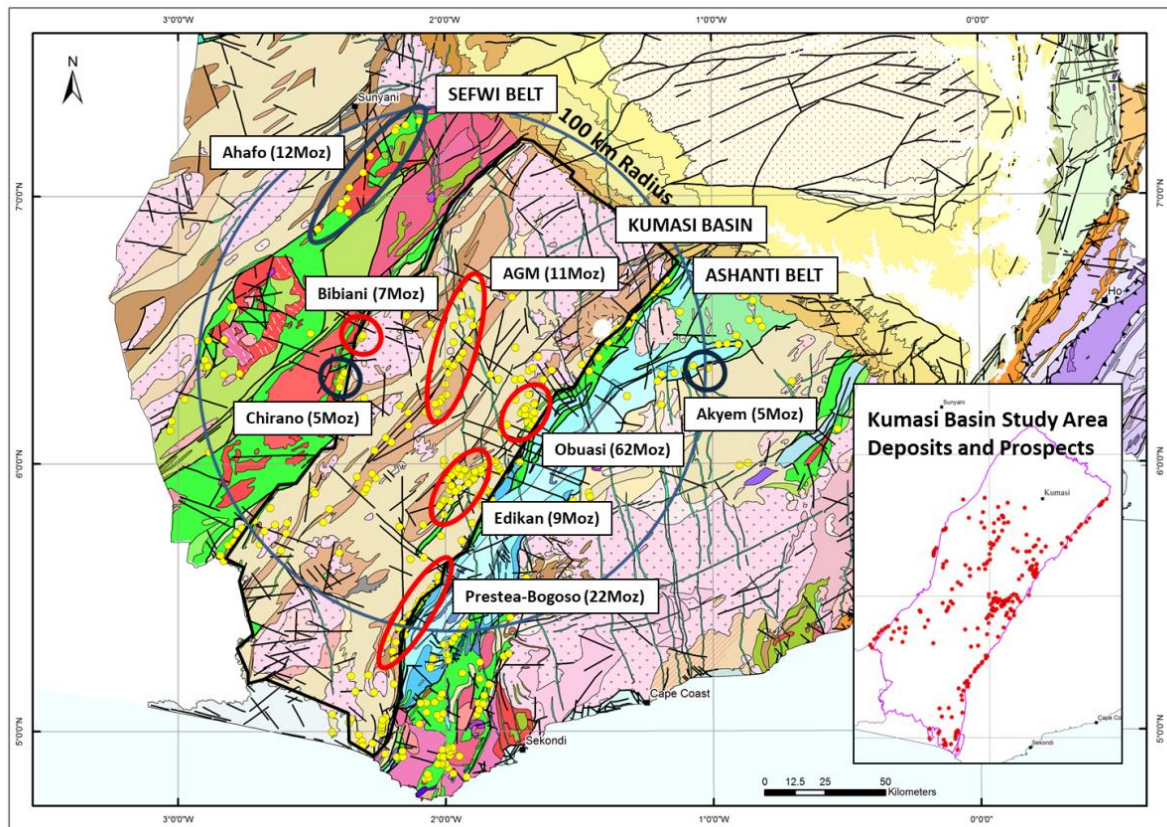 3°0'0"W 2°0'0"W 1°0'0"W 0°0'0"
N
Sunyani
SEFWI BELT
Ahafo (12Moz)
100 km Radius
7°0'0"N 7°0'0"N
KUMASI BASIN
AGM (11Moz)
ASHANTI BELT
Bibiani (7Moz)
Ho
Chirano (5Moz)
Akyem (5Moz)
Obuasi (62Moz)
6°0'0"N 6°0'0"N
Edikan (9Moz)
Prestea-Bogoso (22Moz)
Cape Coast
5°0'0"N 5°0'0"N
Sekondi
Sunyani
Kumasi Basin Study Area
Deposits and Prospects
Kumasi
Cape Co
Sekondi
0 12.5 25 50
Kilometers
3°0'0"W 2°0'0"W 1°0'0"W 0°0'0"